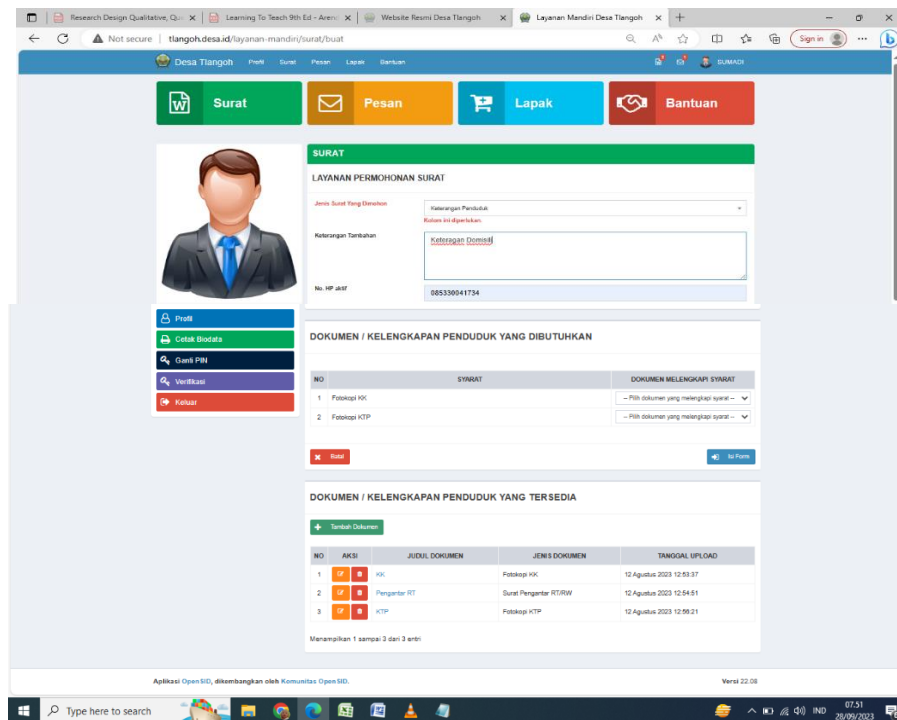 Research Design Qualitative, Qu
Learning To Teach 9th Ed - Aren
Website Resmi Desa Tlangoh
Layanan Mandiri Desa Tlangoh
Not secure | tlangoh.desa.id/layanan-mandiri/surat/buat
Sign in
Desa Tlangoh Profil Surat Pesan Lapak Bantuan SUMADI
Surat Pesan Lapak Bantuan
SURAT
LAYANAN PERMOHONAN SURAT
Jenis Surat Yang Dimohon Keterangan Penduduk
Kolom ini diperlukan.
Keterangan Tambahan Keteragan Domisili
No. HP aktif 085330041734
Profil
Cetak Biodata
Ganti PIN
Verifikasi
Keluar
DOKUMEN / KELENGKAPAN PENDUDUK YANG DIBUTUHKAN
NO SYARAT DOKUMEN MELENGKAPI SYARAT
1 Fotokopi KK -- Pilih dokumen yang melengkapi syarat --
2 Fotokopi KTP -- Pilih dokumen yang melengkapi syarat --
Batal Isi Form
DOKUMEN / KELENGKAPAN PENDUDUK YANG TERSEDIA
Tambah Dokumen
NO AKSI JUDUL DOKUMEN JENIS DOKUMEN TANGGAL UPLOAD
1 KK Fotokopi KK 12 Agustus 2023 12:53:37
2 Pengantar RT Surat Pengantar RT/RW 12 Agustus 2023 12:54:51
3 KTP Fotokopi KTP 12 Agustus 2023 12:56:21
Menampilkan 1 sampai 3 dari 3 entri
Aplikasi OpenSID, dikembangkan oleh Komunitas OpenSID. Versi 22.08
Type here to search IND 07.51
28/09/2023